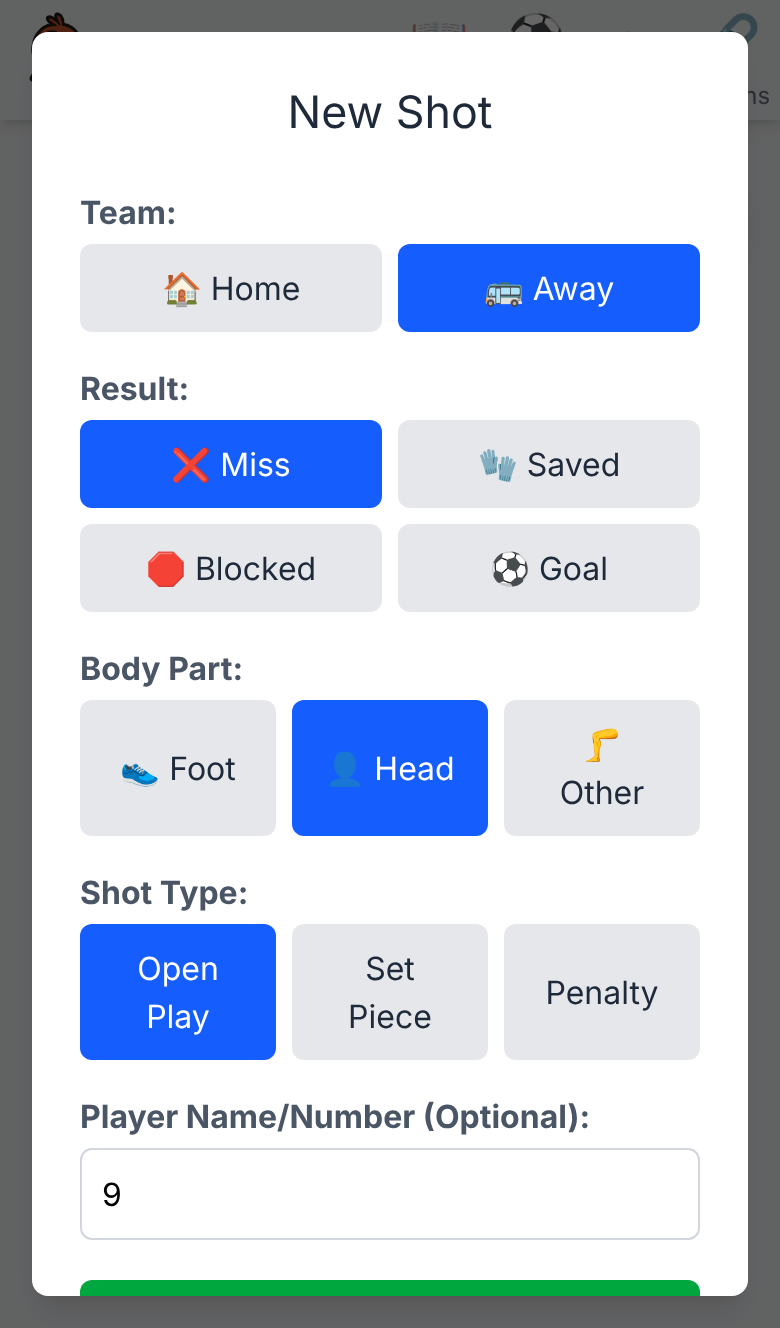 ns
New Shot
Team:
🏠 Home
🚌 Away
Result:
❌ Miss
🧤 Saved
🛑 Blocked
⚽ Goal
Body Part:
👟 Foot
👤 Head
🦵
Other
Shot Type:
Open
Play
Set
Piece
Penalty
Player Name/Number (Optional):
9